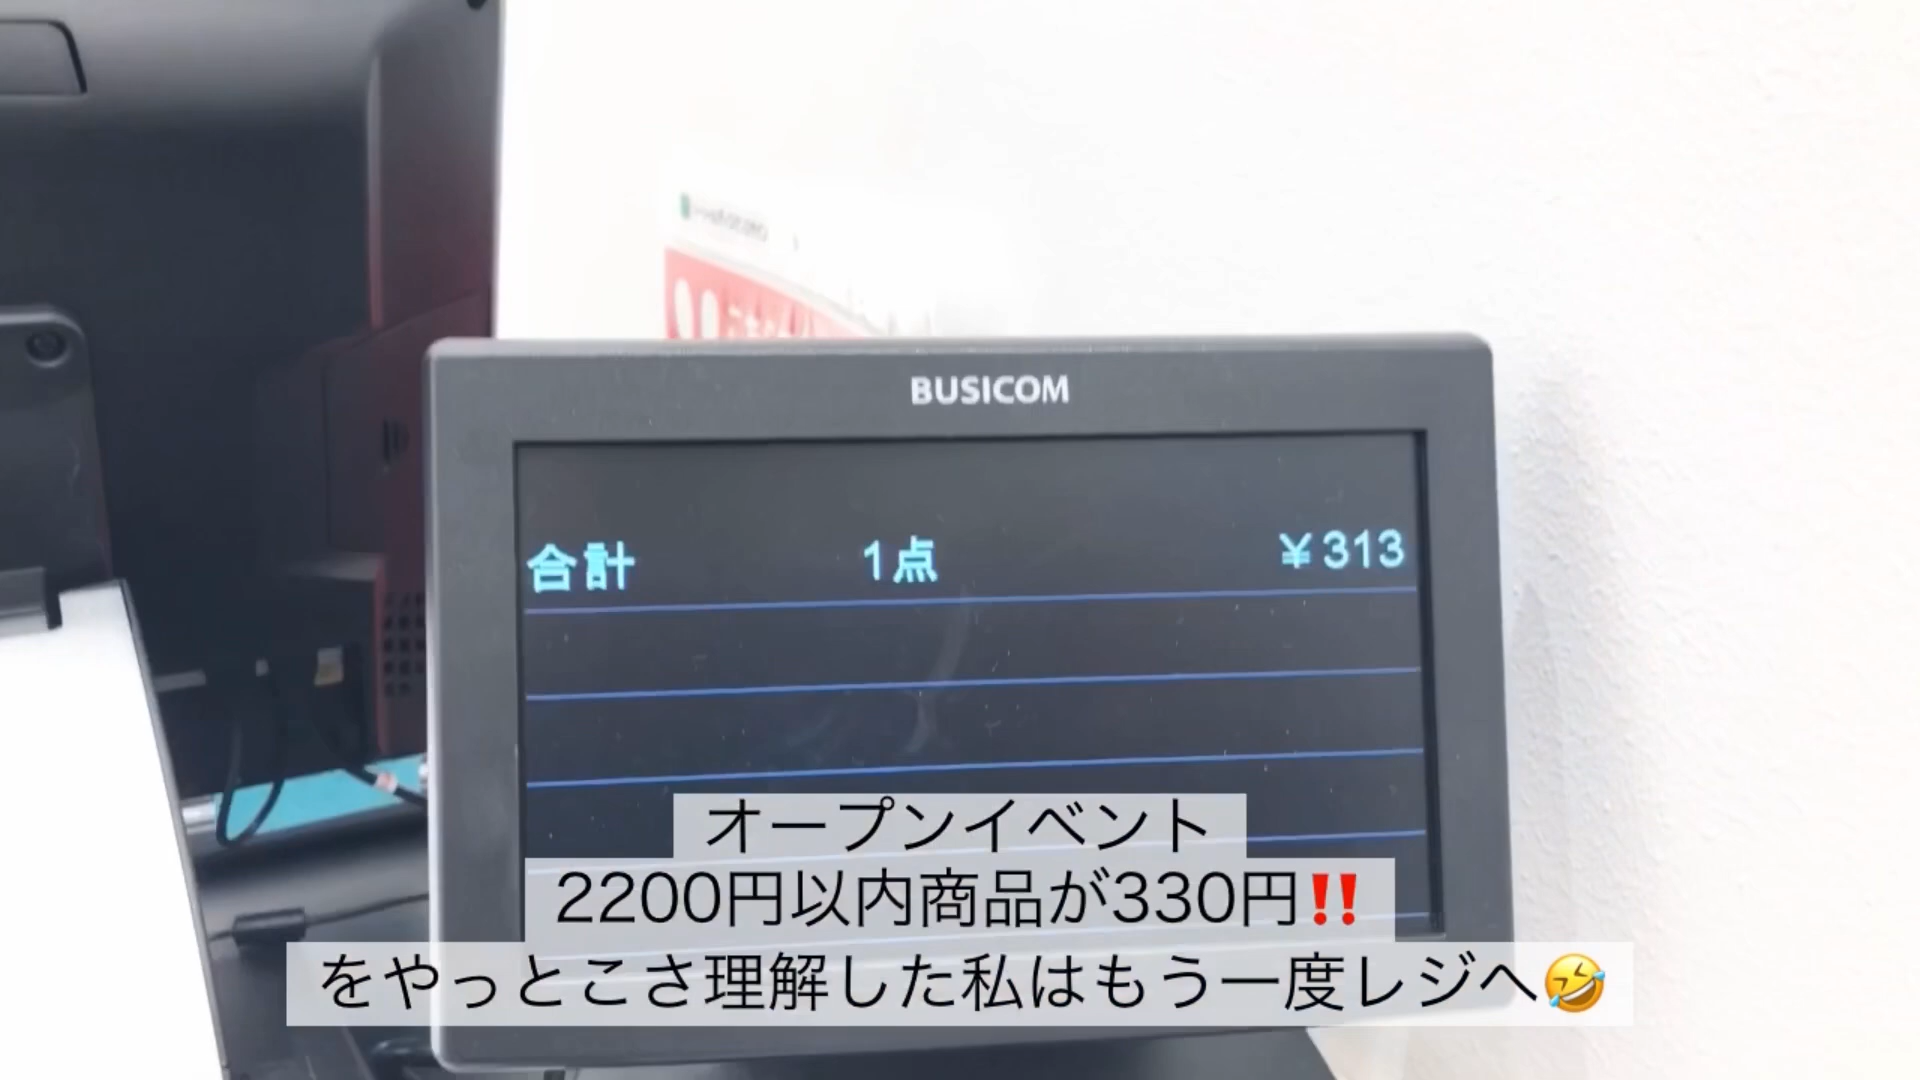 BUSICOM
合計 1点 ¥313
オープンイベント
2200円以内商品が330円‼️
をやっとこさ理解した私はもう一度レジへ🤣